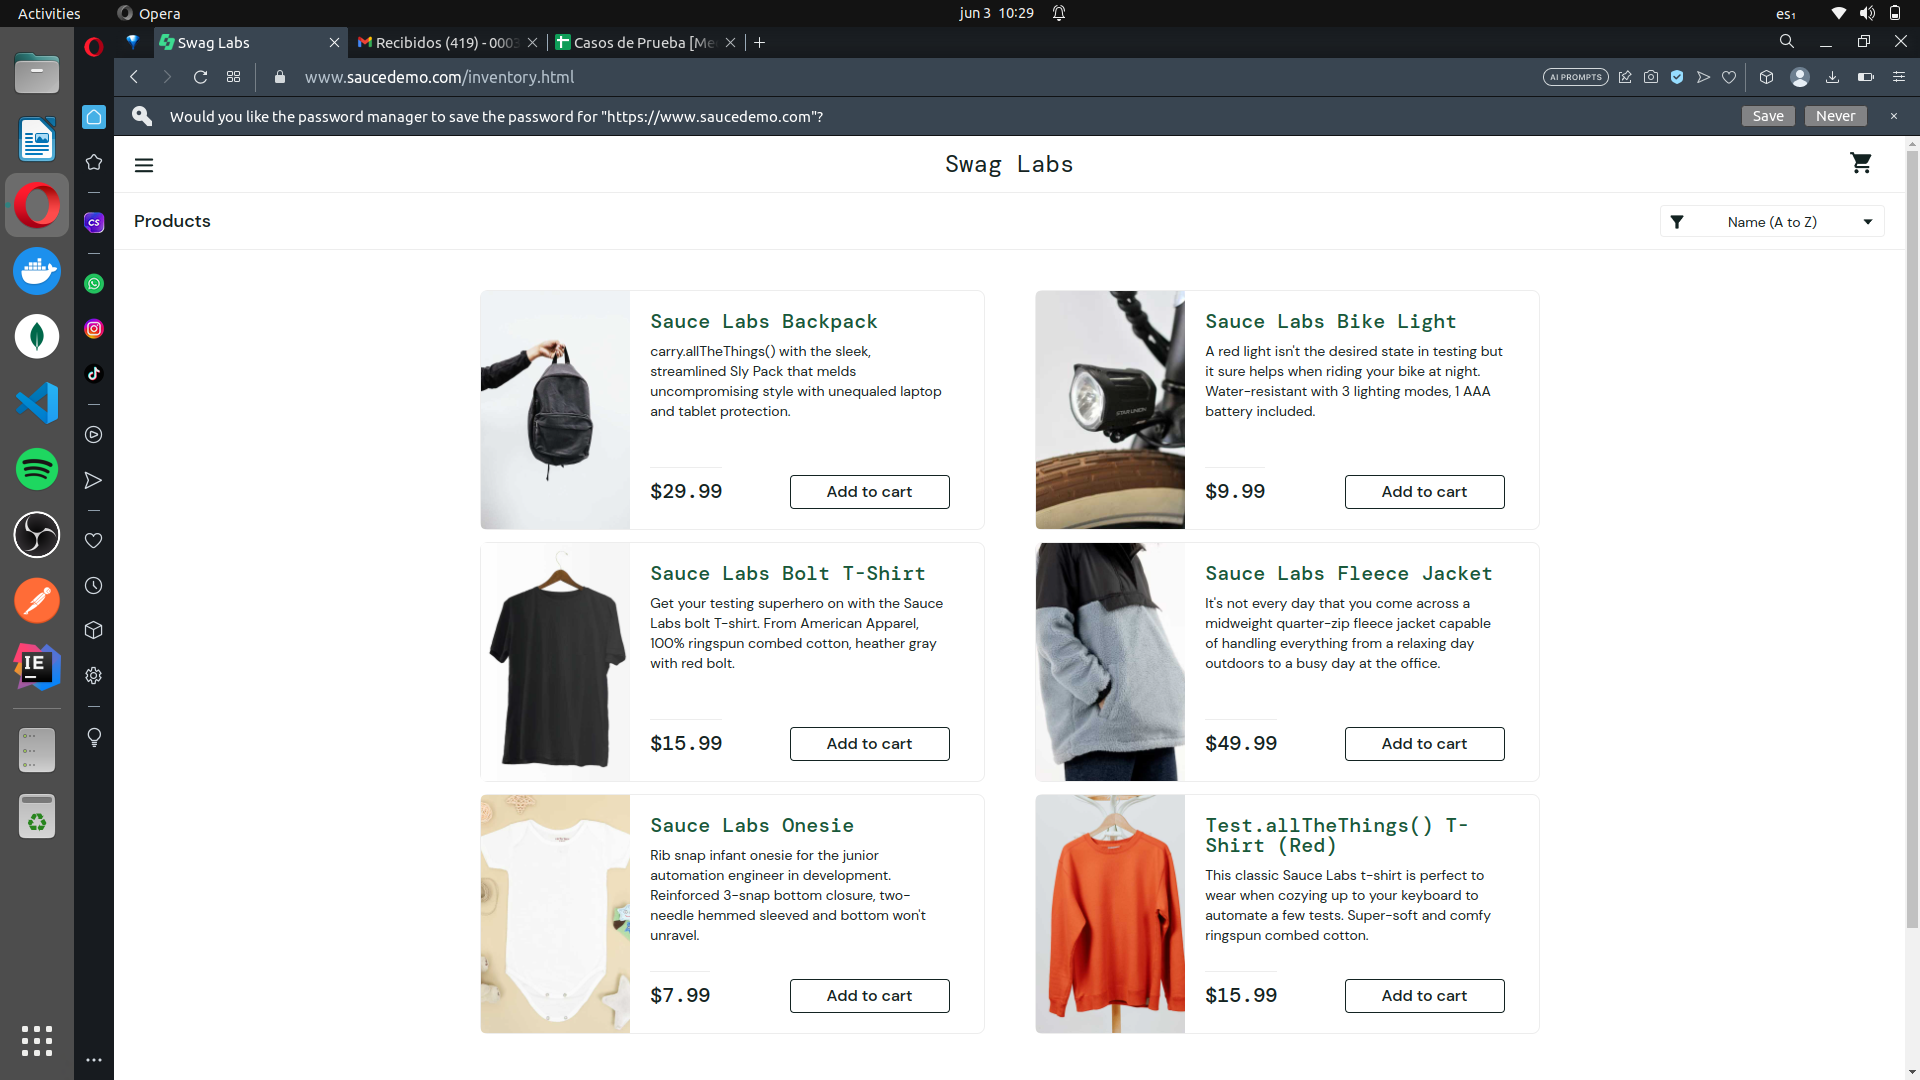 Activities
Opera
jun 3 10:29
es₁
Swag Labs
Recibidos (419) - 0003
Casos de Prueba [Me
www.saucedemo.com/inventory.html
AI PROMPTS
Would you like the password manager to save the password for "https://www.saucedemo.com"?
Save
Never
Swag Labs
Products
Name (A to Z)
Sauce Labs Backpack
carry.allTheThings() with the sleek,
streamlined Sly Pack that melds
uncompromising style with unequaled laptop
and tablet protection.
$29.99
Add to cart
Sauce Labs Bike Light
A red light isn't the desired state in testing but
it sure helps when riding your bike at night.
Water-resistant with 3 lighting modes, 1 AAA
battery included.
$9.99
Add to cart
Sauce Labs Bolt T-Shirt
Get your testing superhero on with the Sauce
Labs bolt T-shirt. From American Apparel,
100% ringspun combed cotton, heather gray
with red bolt.
$15.99
Add to cart
Sauce Labs Fleece Jacket
It's not every day that you come across a
midweight quarter-zip fleece jacket capable
of handling everything from a relaxing day
outdoors to a busy day at the office.
$49.99
Add to cart
Sauce Labs Onesie
Rib snap infant onesie for the junior
automation engineer in development.
Reinforced 3-snap bottom closure, two-
needle hemmed sleeved and bottom won't
unravel.
$7.99
Add to cart
Test.allTheThings() T-
Shirt (Red)
This classic Sauce Labs t-shirt is perfect to
wear when cozying up to your keyboard to
automate a few tests. Super-soft and comfy
ringspun combed cotton.
$15.99
Add to cart
CS
IE
STAR UNION